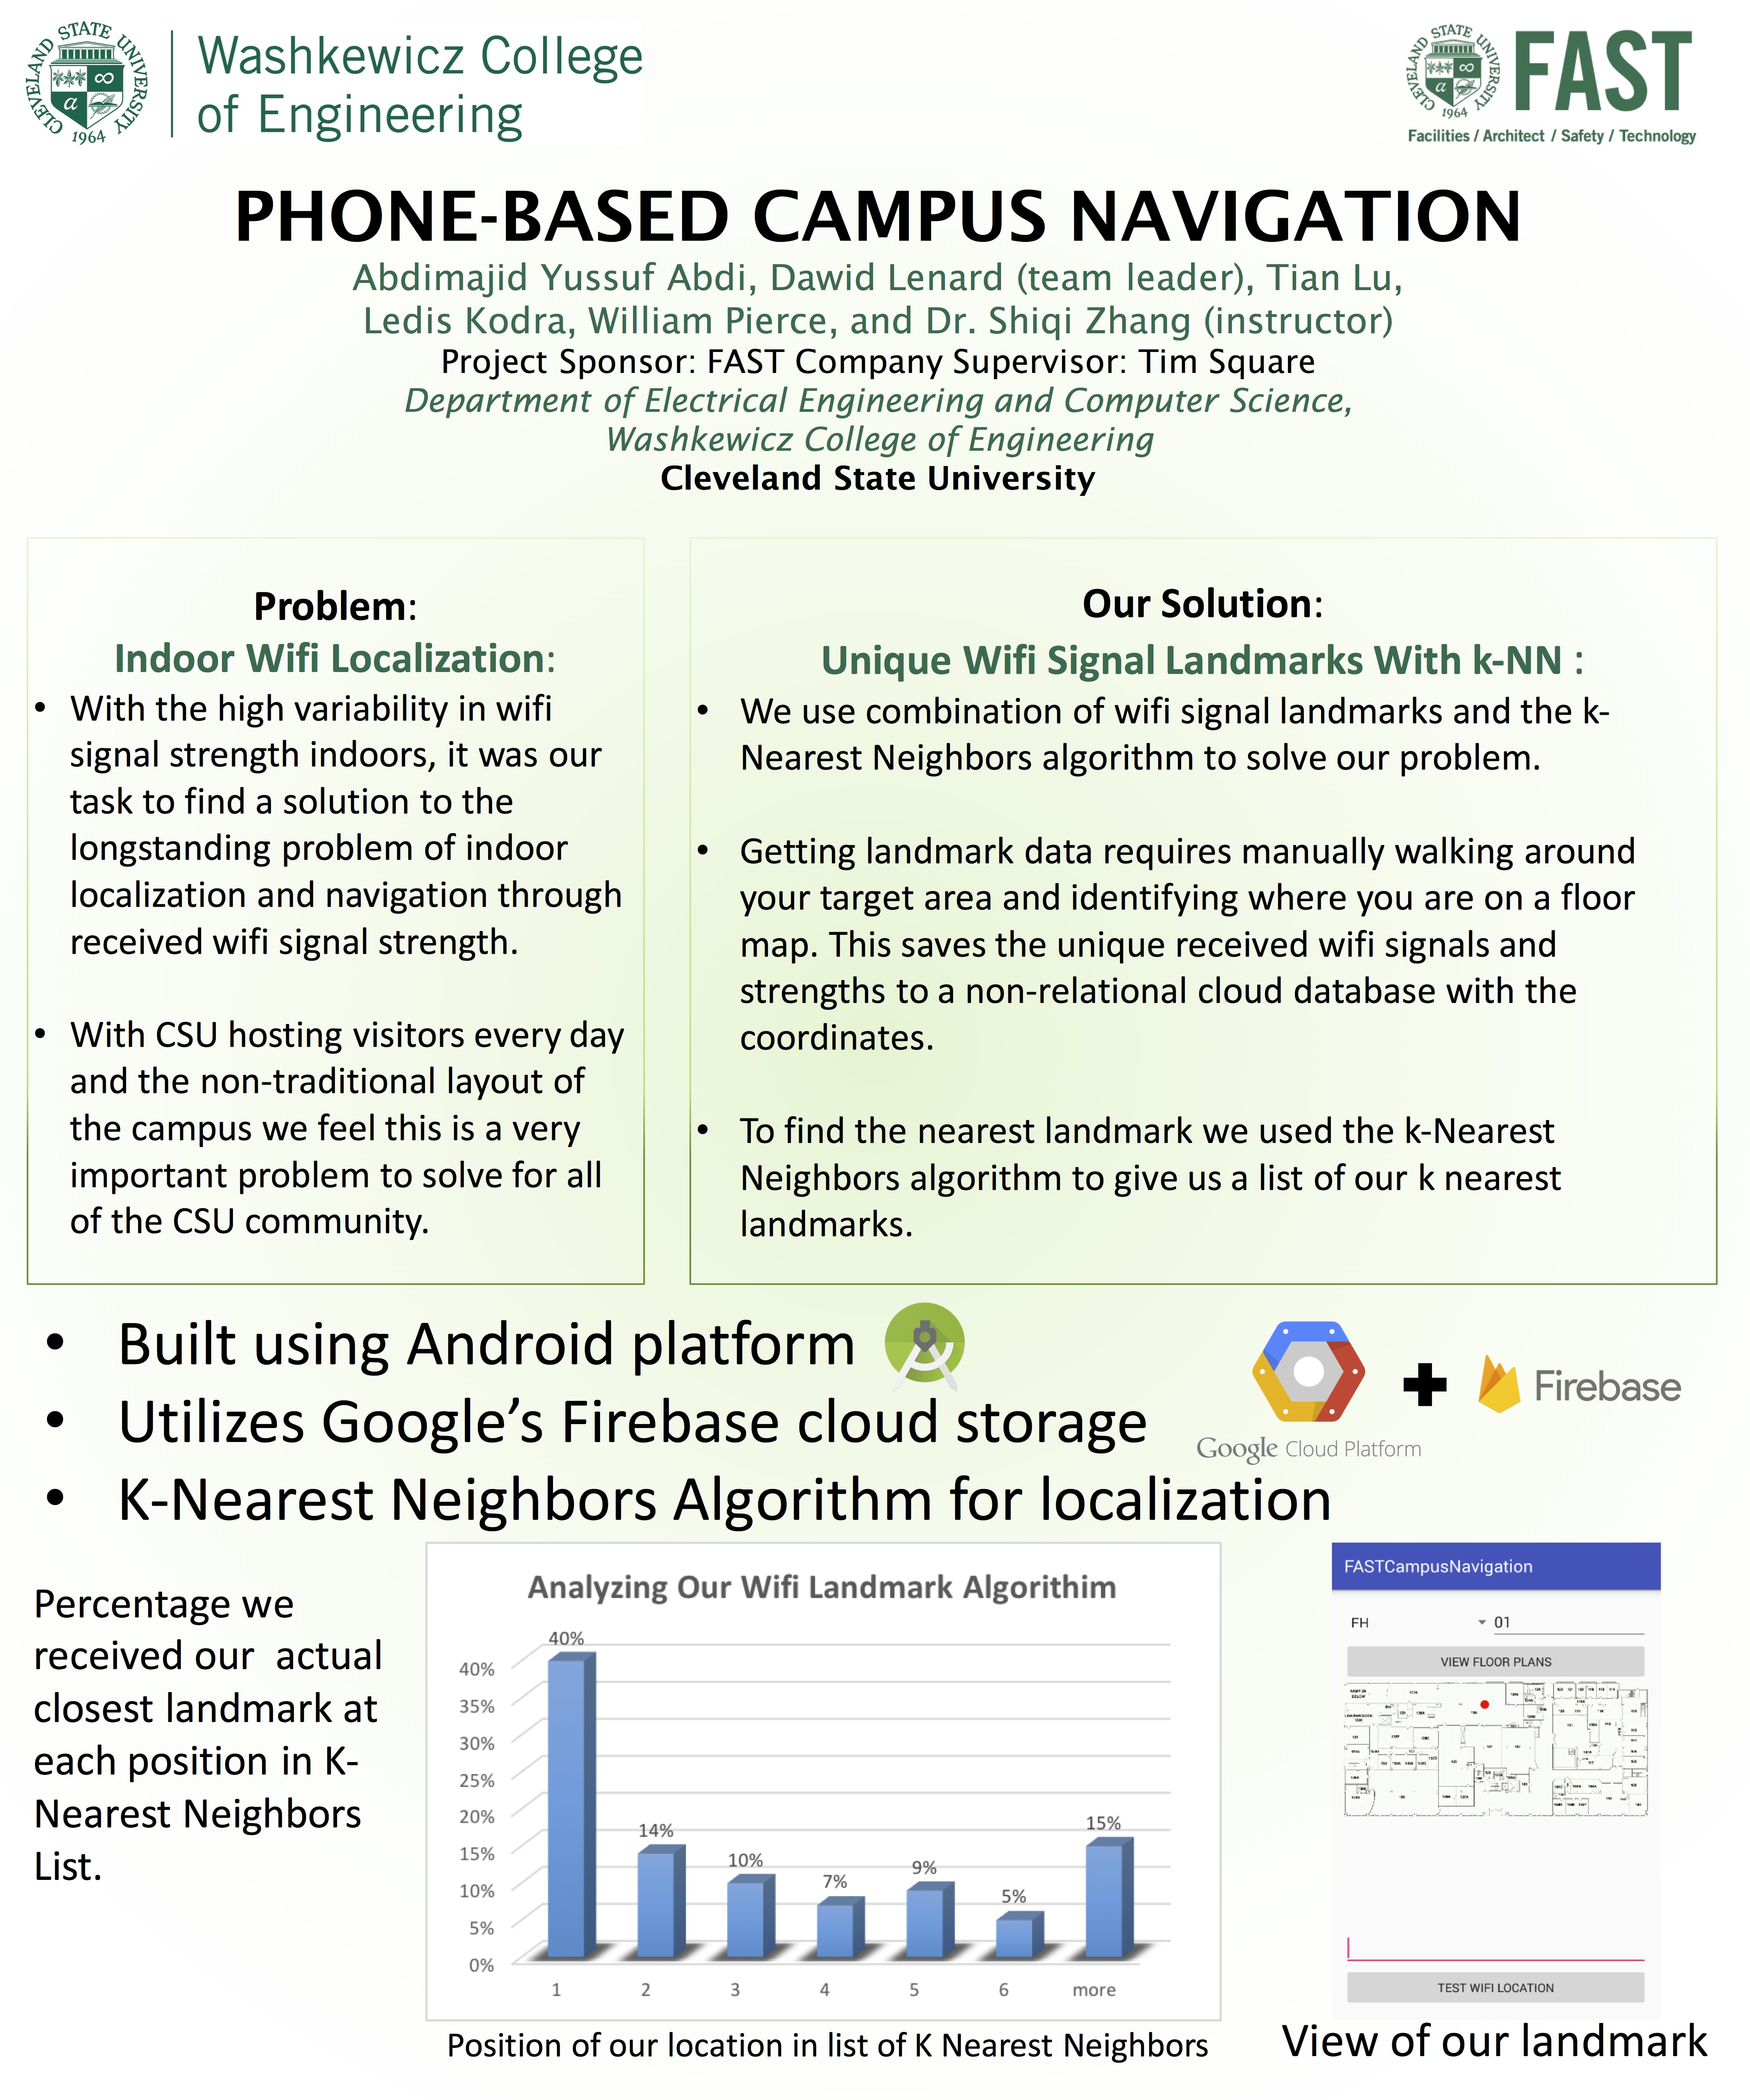 CLEVELAND STATE UNIVERSITY
1964
Washkewicz College
of Engineering
CLEVELAND STATE UNIVERSITY
1964
FAST
Facilities / Architect / Safety / Technology
PHONE-BASED CAMPUS NAVIGATION
Abdimajid Yussuf Abdi, Dawid Lenard (team leader), Tian Lu,
Ledis Kodra, William Pierce, and Dr. Shiqi Zhang (instructor)
Project Sponsor: FAST Company Supervisor: Tim Square
Department of Electrical Engineering and Computer Science,
Washkewicz College of Engineering
Cleveland State University
Problem:
Indoor Wifi Localization:
• With the high variability in wifi
signal strength indoors, it was our
task to find a solution to the
longstanding problem of indoor
localization and navigation through
received wifi signal strength.
• With CSU hosting visitors every day
and the non-traditional layout of
the campus we feel this is a very
important problem to solve for all
of the CSU community.
Our Solution:
Unique Wifi Signal Landmarks With k-NN :
• We use combination of wifi signal landmarks and the k-
Nearest Neighbors algorithm to solve our problem.
• Getting landmark data requires manually walking around
your target area and identifying where you are on a floor
map. This saves the unique received wifi signals and
strengths to a non-relational cloud database with the
coordinates.
• To find the nearest landmark we used the k-Nearest
Neighbors algorithm to give us a list of our k nearest
landmarks.
• Built using Android platform
• Utilizes Google's Firebase cloud storage
• K-Nearest Neighbors Algorithm for localization
Google Cloud Platform
Firebase
Percentage we
received our  actual
closest landmark at
each position in K-
Nearest Neighbors
List.
Analyzing Our Wifi Landmark Algorithim
40%
35%
30%
25%
20%
15%
10%
5%
0%
40%
14%
10%
7%
9%
5%
15%
1 2 3 4 5 6 more
Position of our location in list of K Nearest Neighbors
FASTCampusNavigation
FH 01
VIEW FLOOR PLANS
TEST WIFI LOCATION
View of our landmark